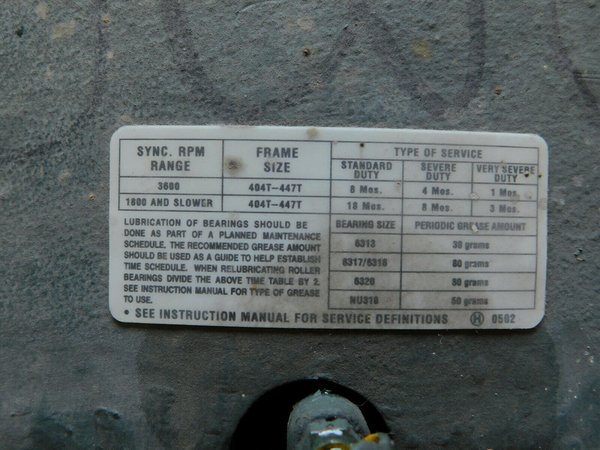 SYNC. RPM RANGE FRAME SIZE TYPE OF SERVICE
STANDARD DUTY SEVERE DUTY VERY SEVERE DUTY
3600 404T-447T 8 Mos. 4 Mos. 1 Mos.
1800 AND SLOWER 404T-447T 18 Mos. 8 Mos. 3 Mos.
LUBRICATION OF BEARINGS SHOULD BE
DONE AS PART OF A PLANNED MAINTENANCE
SCHEDULE. THE RECOMMENDED GREASE AMOUNT
SHOULD BE USED AS A GUIDE TO HELP ESTABLISH
TIME SCHEDULE. WHEN RELUBRICATING ROLLER
BEARINGS DIVIDE THE ABOVE TIME TABLE BY 2.
SEE INSTRUCTION MANUAL FOR TYPE OF GREASE
TO USE.
BEARING SIZE PERIODIC GREASE AMOUNT
6313 grams
6317/6318 grams
6320 grams
grams
• SEE INSTRUCTION MANUAL FOR SERVICE DEFINITIONS H 0502